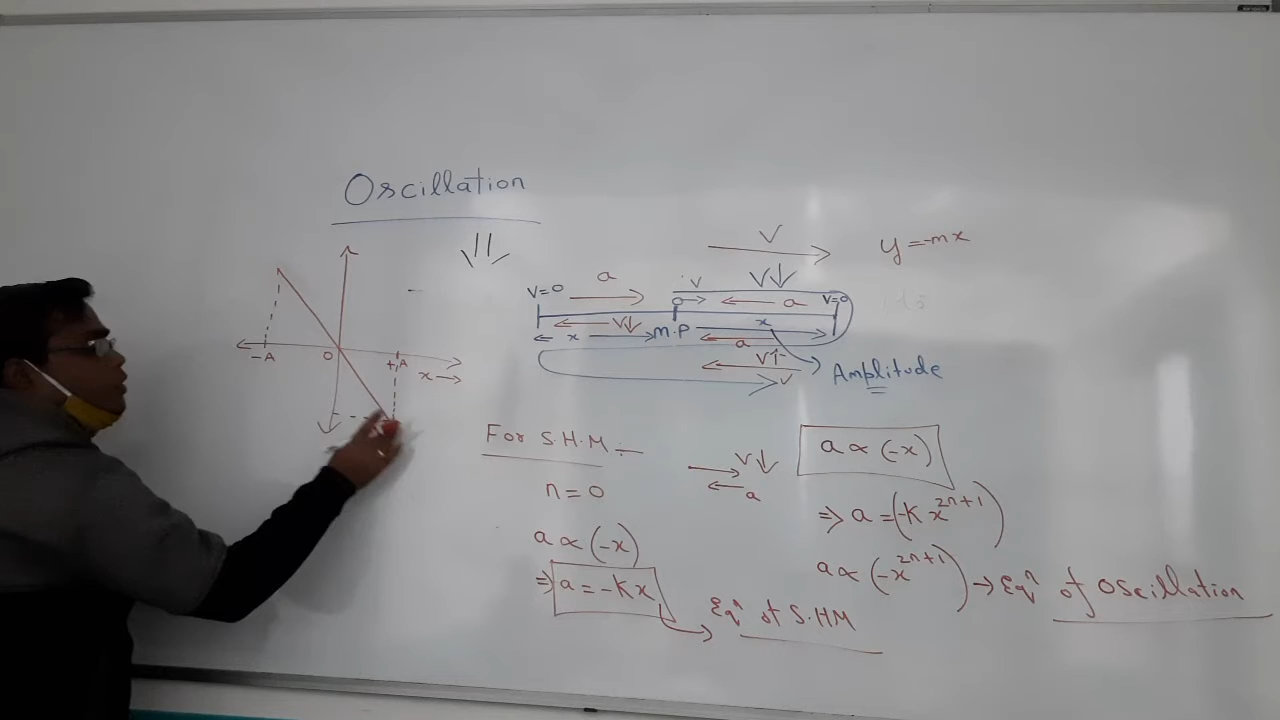 Oscillation
V
y = -mx
a
V
V↓
V=0
O
a
V=0
x
V↓
M.P
x
a
V↑
V
Amplitude
-A
O
+A
x →
For S.H.M :-
n = 0
a ∝ (-x)
⇒ a = -Kx
Eqⁿ of S.HM
V↓
a
a ∝ (-x)
⇒ a = (-K x^{2n+1})
a ∝ (-x^{2n+1}) → Eqⁿ of Oscillation